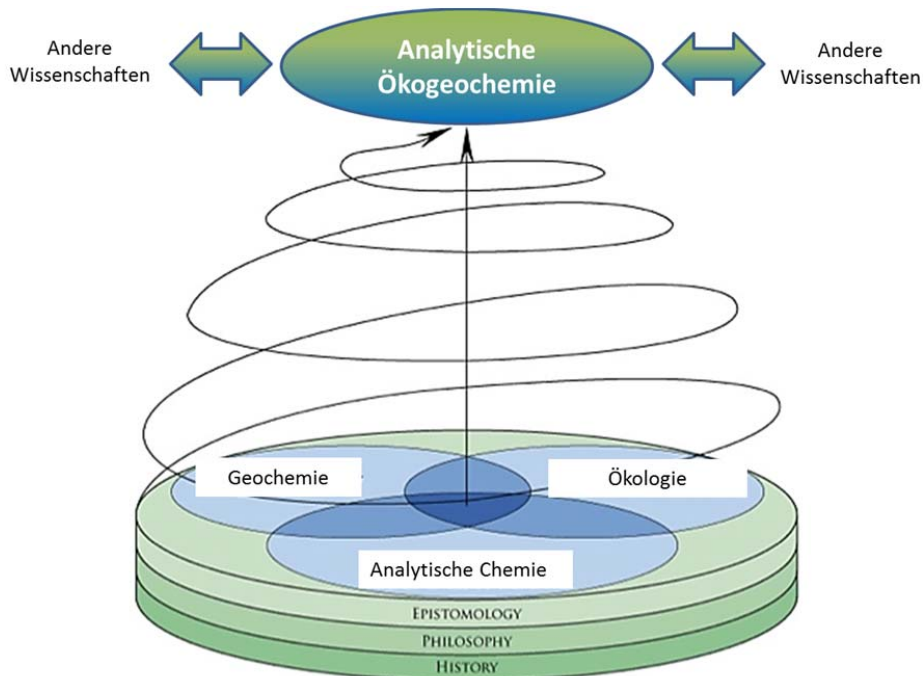 Andere
Wissenschaften
Analytische
Ökogeochemie
Andere
Wissenschaften
Geochemie
Ökologie
Analytische Chemie
EPISTOMOLOGY
PHILOSOPHY
HISTORY